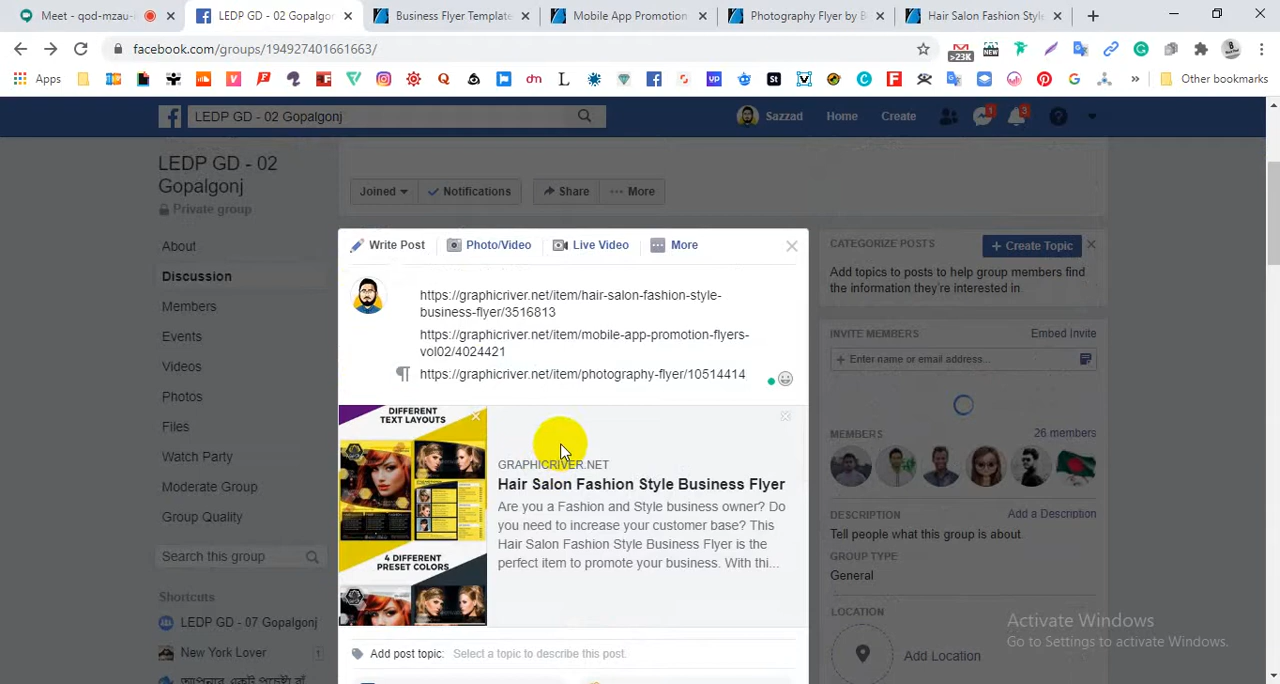 Meet - qod-mzau-
LEDP GD - 02 Gopalgon
Business Flyer Template
Mobile App Promotion
Photography Flyer by B
Hair Salon Fashion Style
facebook.com/groups/194927401661663/
>23K
NEW
Apps
Other bookmarks
LEDP GD - 02 Gopalgonj
Sazzad
Home
Create
1
3
LEDP GD - 02
Gopalgonj
Private group
About
Discussion
Members
Events
Videos
Photos
Files
Watch Party
Moderate Group
Group Quality
Search this group
Shortcuts
LEDP GD - 07 Gopalgonj
New York Lover
1
Joined
Notifications
Share
More
Write Post
Photo/Video
Live Video
More
https://graphicriver.net/item/hair-salon-fashion-style-
business-flyer/3516813
https://graphicriver.net/item/mobile-app-promotion-flyers-
vol02/4024421
https://graphicriver.net/item/photography-flyer/10514414
DIFFERENT
TEXT LAYOUTS
4 DIFFERENT
PRESET COLORS
GRAPHICRIVER.NET
Hair Salon Fashion Style Business Flyer
Are you a Fashion and Style business owner? Do
you need to increase your customer base? This
Hair Salon Fashion Style Business Flyer is the
perfect item to promote your business. With thi...
Add post topic:
Select a topic to describe this post.
CATEGORIZE POSTS
+ Create Topic
Add topics to posts to help group members find
the information they're interested in
INVITE MEMBERS
Embed Invite
+ Enter name or email address...
MEMBERS
26 members
DESCRIPTION
Add a Description
Tell people what this group is about.
GROUP TYPE
General
LOCATION
Add Location
Activate Windows
Go to Settings to activate Windows.